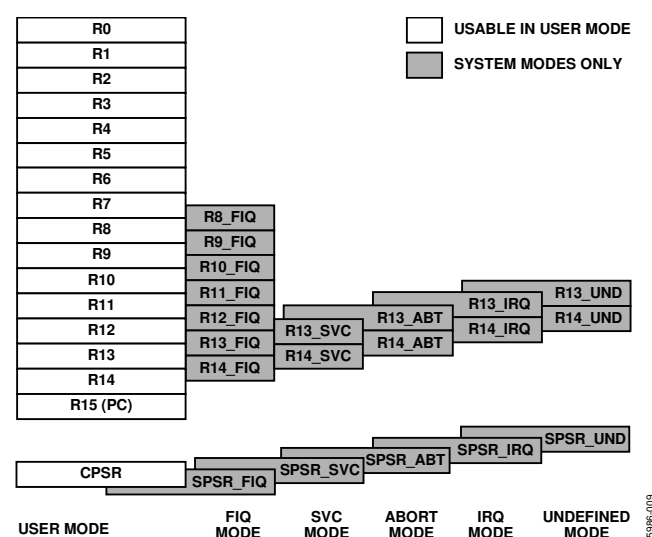 R0
R1
R2
R3
R4
R5
R6
R7
R8
R9
R10
R11
R12
R13
R14
R15 (PC)
USABLE IN USER MODE
SYSTEM MODES ONLY
R8_FIQ
R9_FIQ
R10_FIQ
R11_FIQ
R12_FIQ
R13_FIQ
R14_FIQ
R13_SVC
R14_SVC
R13_ABT
R14_ABT
R13_IRQ
R14_IRQ
R13_UND
R14_UND
CPSR
SPSR_FIQ
SPSR_SVC
SPSR_ABT
SPSR_IRQ
SPSR_UND
USER MODE
FIQ
MODE
SVC
MODE
ABORT
MODE
IRQ
MODE
UNDEFINED
MODE
5986-009